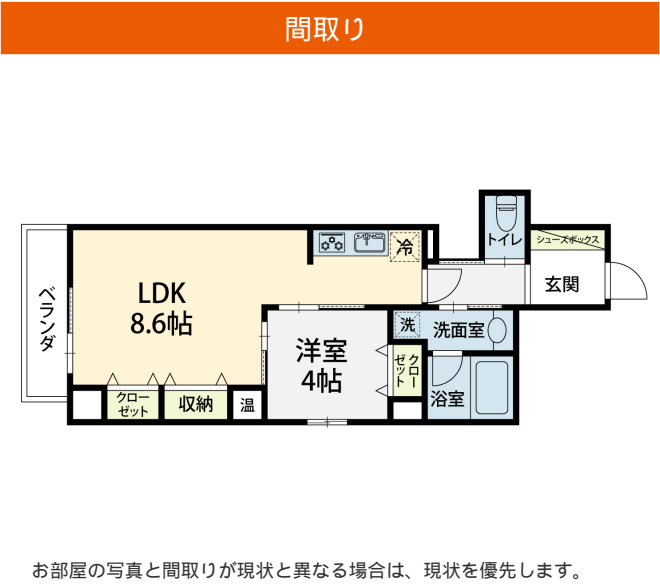 間取り
トイレ
シューズボックス
冷
玄関
ベランダ
LDK
8.6帖
洗
洗面室
洋室
4帖
クロー
ゼット
クロー
ゼット
収納
温
浴室
お部屋の写真と間取りが現状と異なる場合は、現状を優先します。